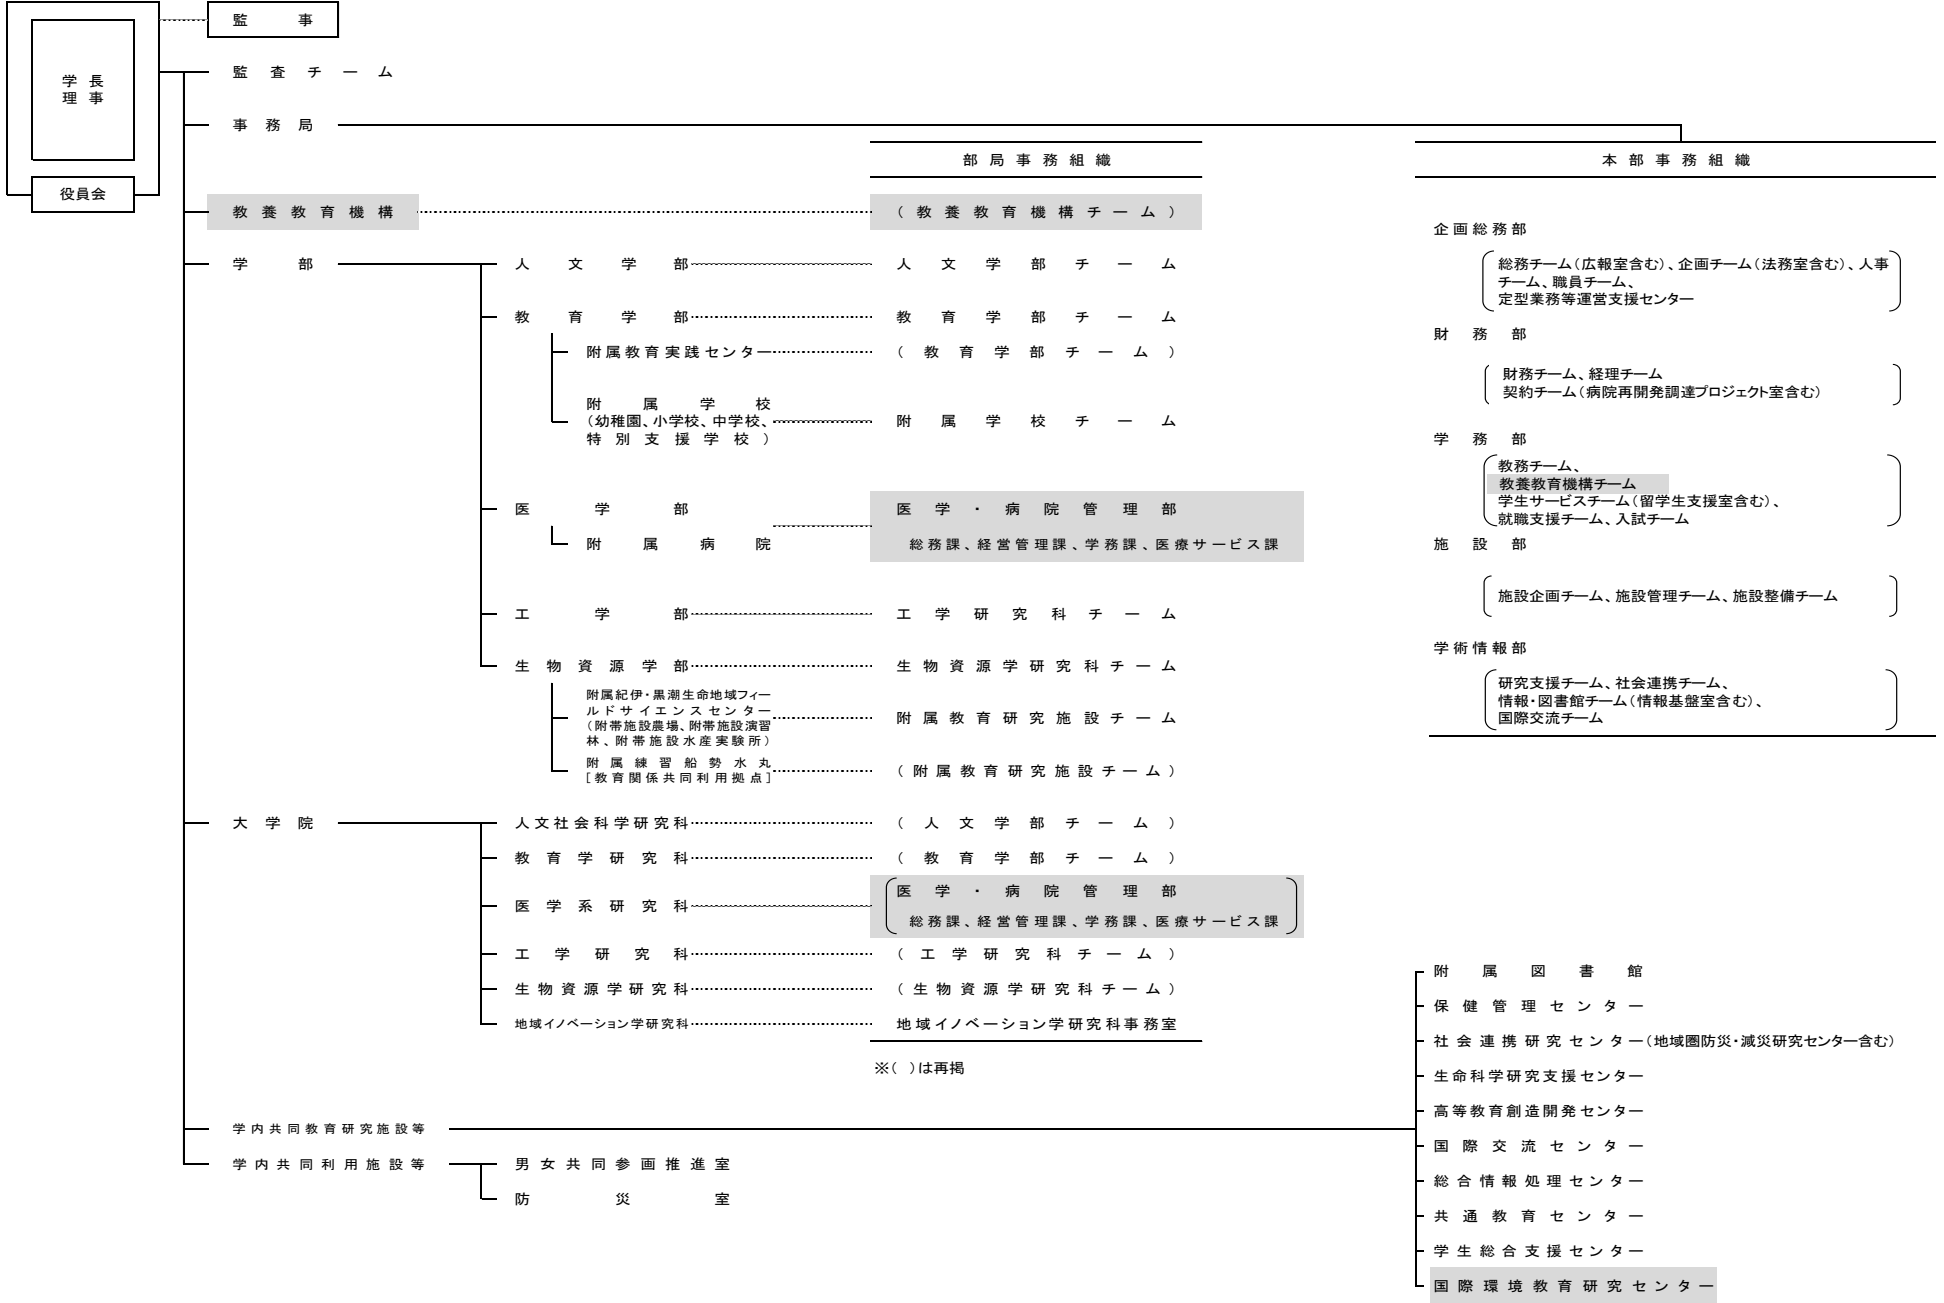 監事
学長
理事
役員会
監査チーム
事務局
部局事務組織
本部事務組織
教養教育機構
（教養教育機構チーム）
学部
人文学部
人文学部チーム
教育学部
教育学部チーム
附属教育実践センター
（教育学部チーム）
附属学校
（幼稚園、小学校、中学校、
特別支援学校）
附属学校チーム
医学部
附属病院
医学・病院管理部
総務課、経営管理課、学務課、医療サービス課
工学部
工学研究科チーム
生物資源学部
生物資源学研究科チーム
附属紀伊・黒潮生命地域フィー
ルドサイエンスセンター
（附帯施設農場、附帯施設演習
林、附帯施設水産実験所）
附属教育研究施設チーム
附属練習船勢水丸
[教育関係共同利用拠点]
（附属教育研究施設チーム）
大学院
人文社会科学研究科
（人文学部チーム）
教育学研究科
（教育学部チーム）
医学系研究科
医学・病院管理部
総務課、経営管理課、学務課、医療サービス課
工学研究科
（工学研究科チーム）
生物資源学研究科
（生物資源学研究科チーム）
地域イノベーション学研究科
地域イノベーション学研究科事務室
※（　）は再掲
企画総務部
総務チーム（広報室含む）、企画チーム（法務室含む）、人事
チーム、職員チーム、
定型業務等運営支援センター
財務部
財務チーム、経理チーム
契約チーム（病院再開発調達プロジェクト室含む）
学務部
教務チーム、
教養教育機構チーム
学生サービスチーム（留学生支援室含む）、
就職支援チーム、入試チーム
施設部
施設企画チーム、施設管理チーム、施設整備チーム
学術情報部
研究支援チーム、社会連携チーム、
情報・図書館チーム（情報基盤室含む）、
国際交流チーム
学内共同教育研究施設等
附属図書館
保健管理センター
社会連携研究センター（地域圏防災・減災研究センター含む）
生命科学研究支援センター
高等教育創造開発センター
国際交流センター
総合情報処理センター
共通教育センター
学生総合支援センター
国際環境教育研究センター
学内共同利用施設等
男女共同参画推進室
防災室